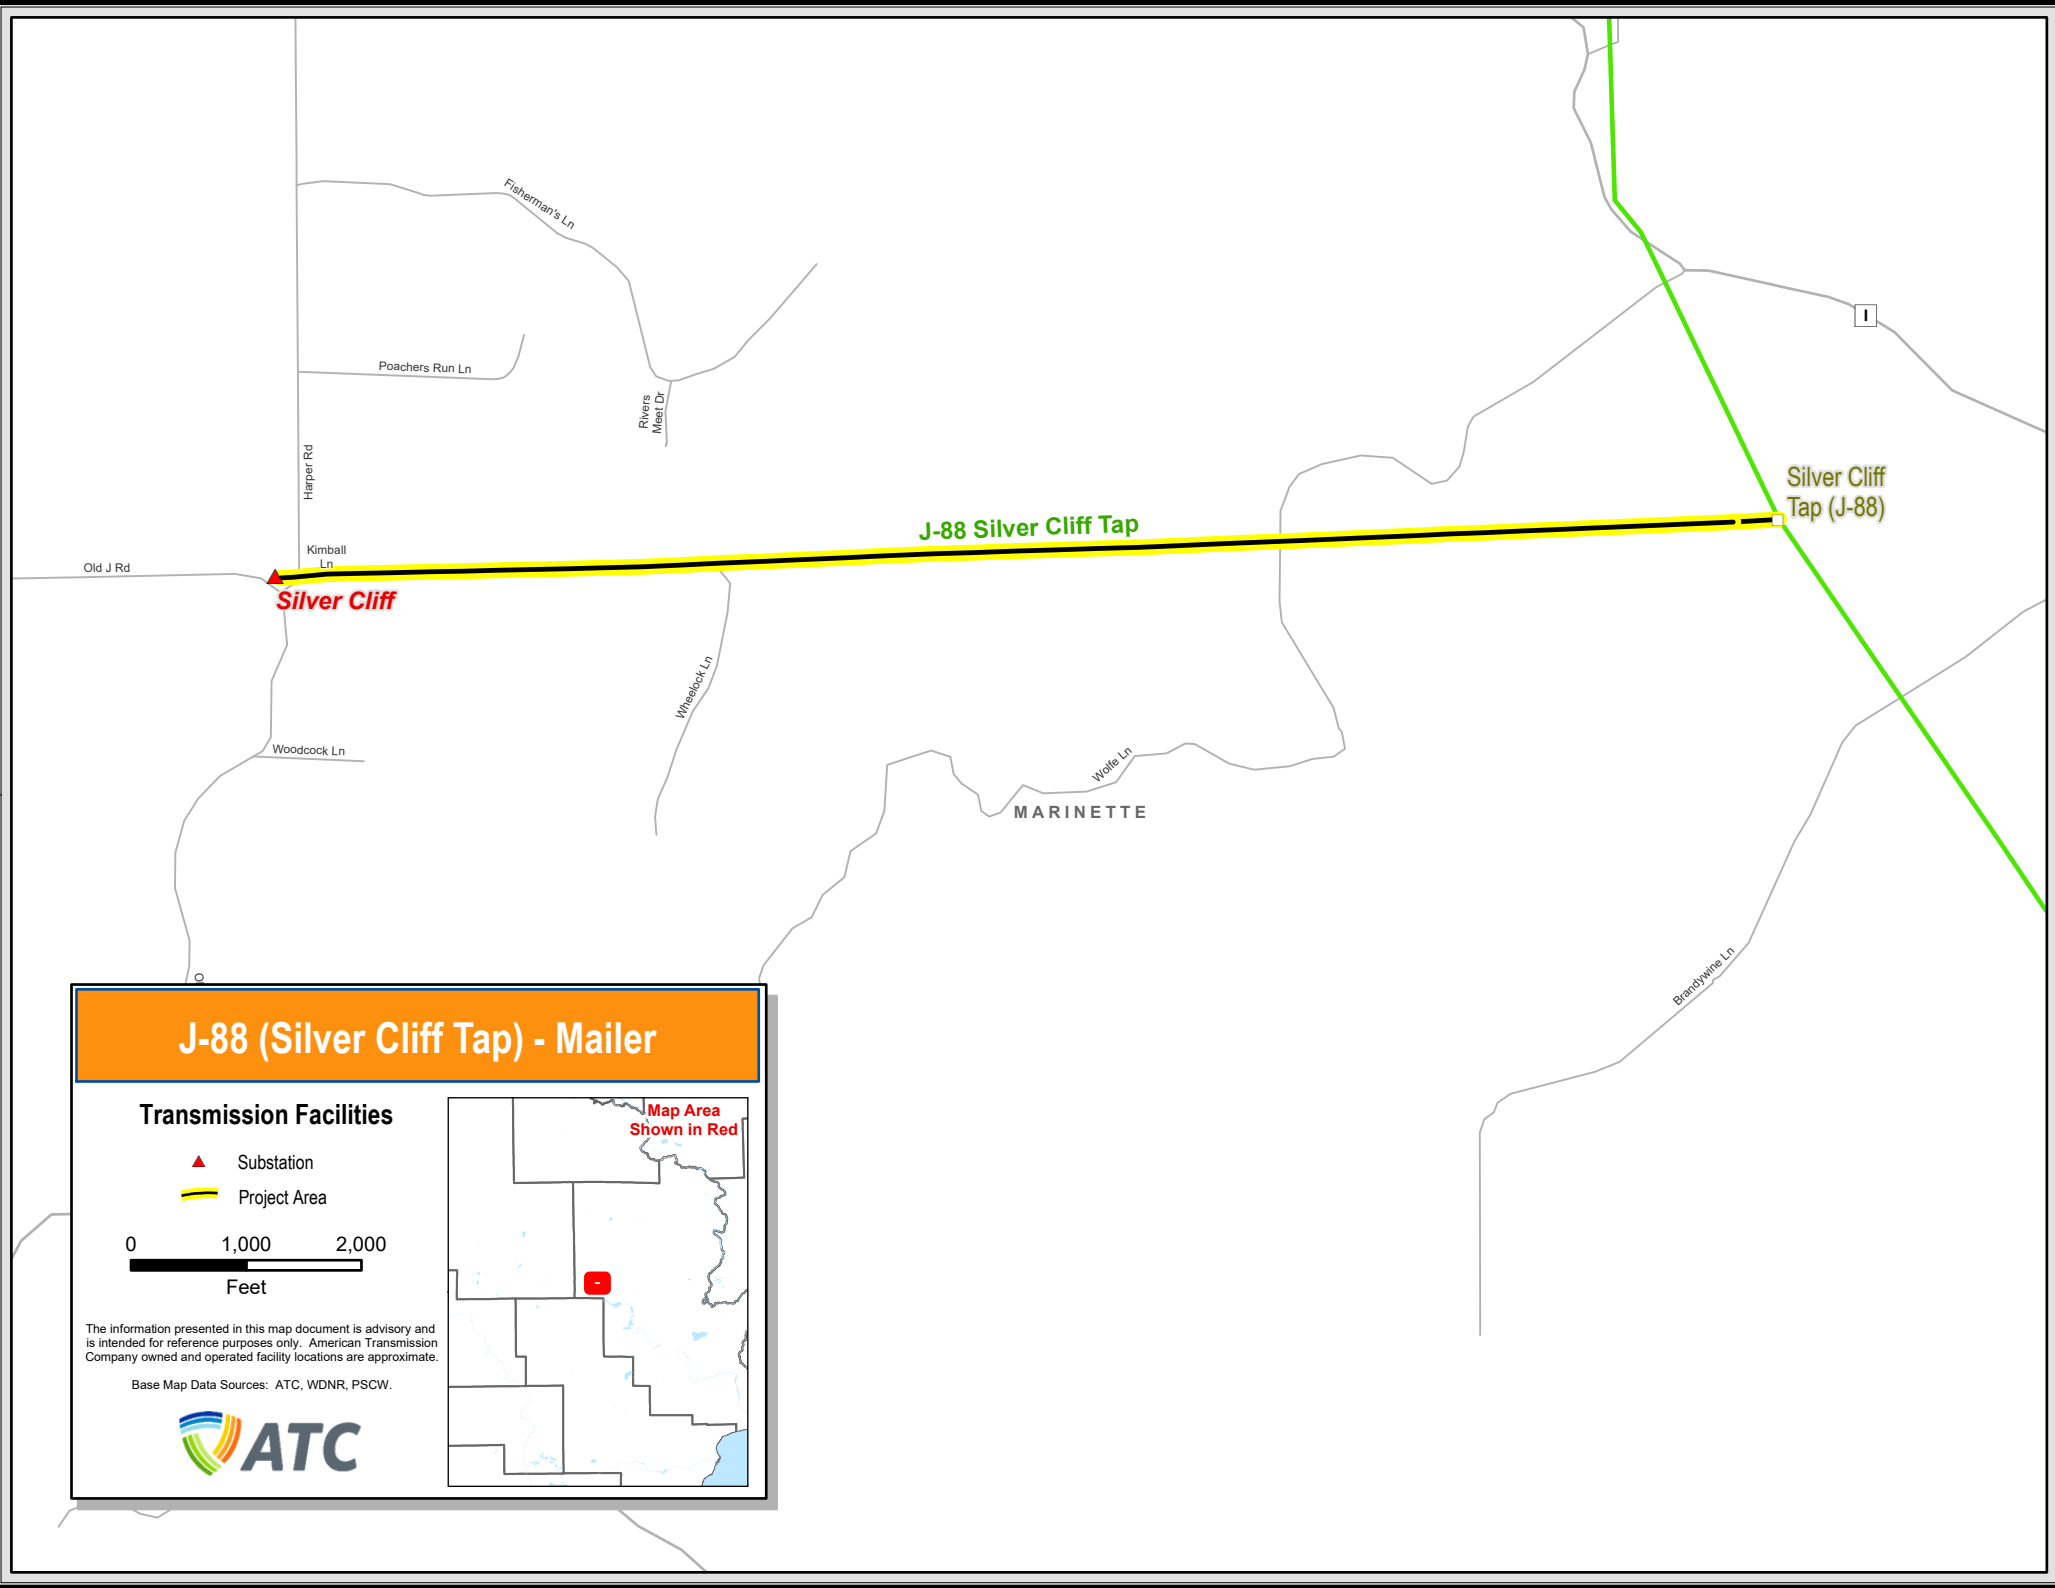 Fisherman's Ln
I
Poachers Run Ln
Rivers
Meet Dr
Harper Rd
Silver Cliff
Tap (J-88)
J-88 Silver Cliff Tap
Kimball
Ln
Old J Rd
Silver Cliff
Wheelock Ln
Woodcock Ln
Wolfe Ln
MARINETTE
Brandywine Ln
J-88 (Silver Cliff Tap) - Mailer
Transmission Facilities
Substation
Project Area
0 1,000 2,000
Feet
The information presented in this map document is advisory and
is intended for reference purposes only. American Transmission
Company owned and operated facility locations are approximate.
Base Map Data Sources: ATC, WDNR, PSCW.
ATC
Map Area
Shown in Red